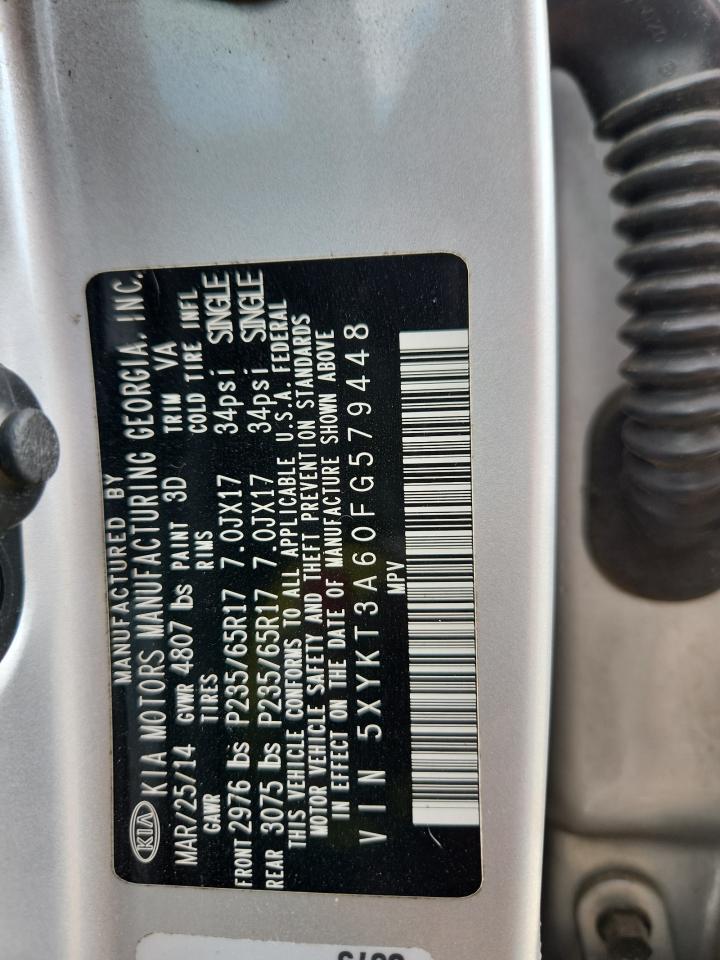 MANUFACTURED BY
KIA KIA MOTORS MANUFACTURING GEORGIA, INC.
MAR/25/14 GVWR 4807 lbs PAINT 3D TRIM VA
GAWR TIRES RIMS COLD TIRE INFL
FRONT 2976 lbs P235/65R17 7.0JX17 34psi SINGLE
REAR 3075 lbs P235/65R17 7.0JX17 34psi SINGLE
THIS VEHICLE CONFORMS TO ALL APPLICABLE U.S.A. FEDERAL
MOTOR VEHICLE SAFETY AND THEFT PREVENTION STANDARDS
IN EFFECT ON THE DATE OF MANUFACTURE SHOWN ABOVE
VIN 5XYKT3A60FG579448
MPV